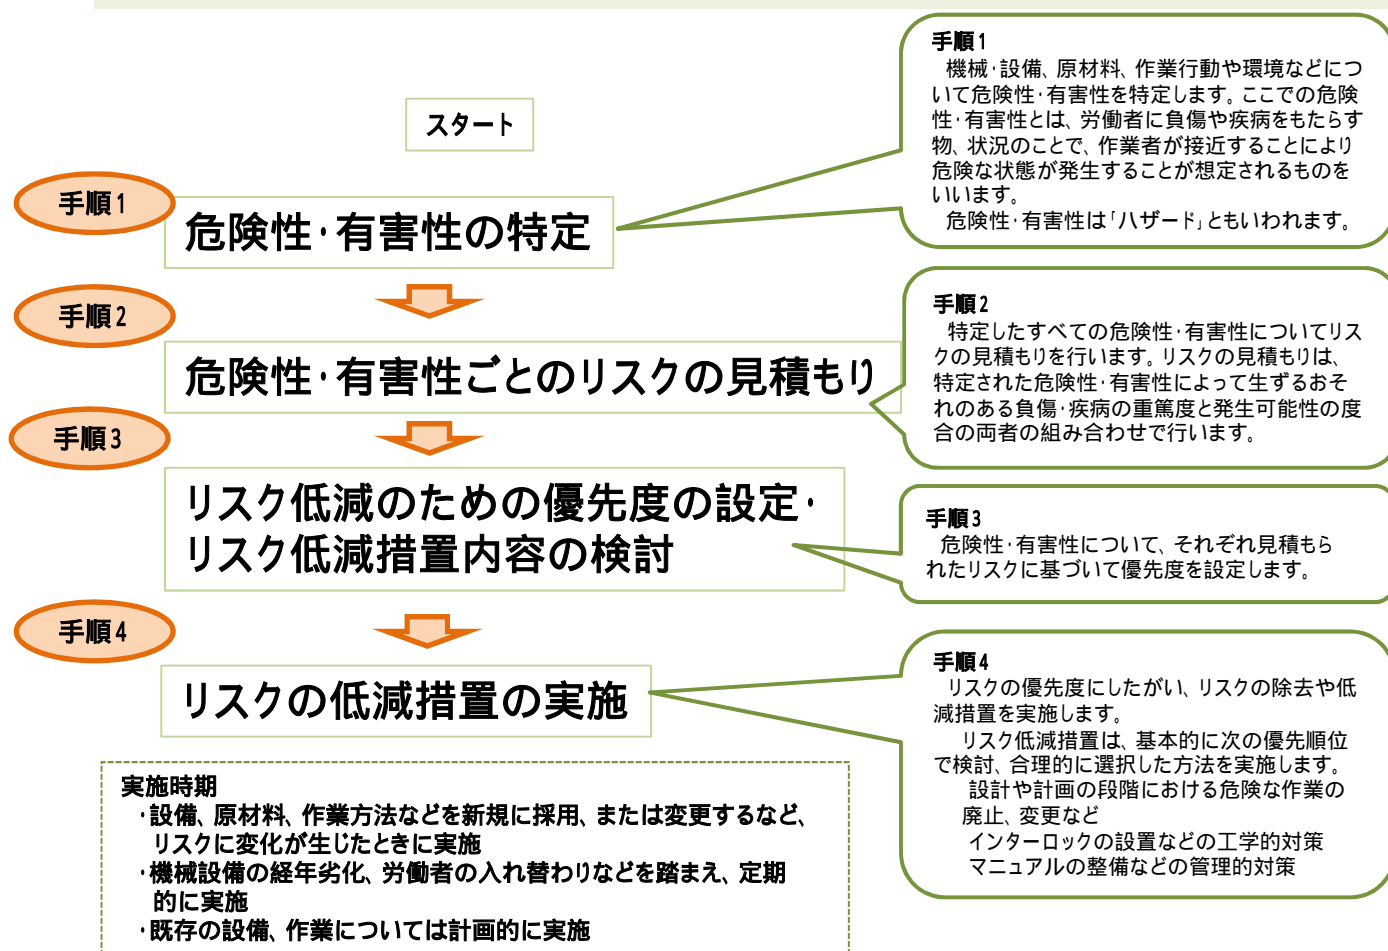 スタート
手順1
危険性・有害性の特定
手順1
機械・設備、原材料、作業行動や環境などにつ
いて危険性・有害性を特定します。ここでの危険
性・有害性とは、労働者に負傷や疾病をもたらす
物、状況のことで、作業者が接近することにより
危険な状態が発生することが想定されるものを
いいます。
危険性・有害性は「ハザード」ともいわれます。
手順2
危険性・有害性ごとのリスクの見積もり
手順2
特定したすべての危険性・有害性についてリス
クの見積もりを行います。リスクの見積もりは、
特定された危険性・有害性によって生ずるおそ
れのある負傷・疾病の重篤度と発生可能性の度
合の両者の組み合わせで行います。
手順3
リスク低減のための優先度の設定・
リスク低減措置内容の検討
手順3
危険性・有害性について、それぞれ見積もら
れたリスクに基づいて優先度を設定します。
手順4
リスクの低減措置の実施
手順4
リスクの優先度にしたがい、リスクの除去や低
減措置を実施します。
リスク低減措置は、基本的に次の優先順位
で検討、合理的に選択した方法を実施します。
設計や計画の段階における危険な作業の
廃止、変更など
インターロックの設置などの工学的対策
マニュアルの整備などの管理的対策
実施時期
・設備、原材料、作業方法などを新規に採用、または変更するなど、
リスクに変化が生じたときに実施
・機械設備の経年劣化、労働者の入れ替わりなどを踏まえ、定期
的に実施
・既存の設備、作業については計画的に実施